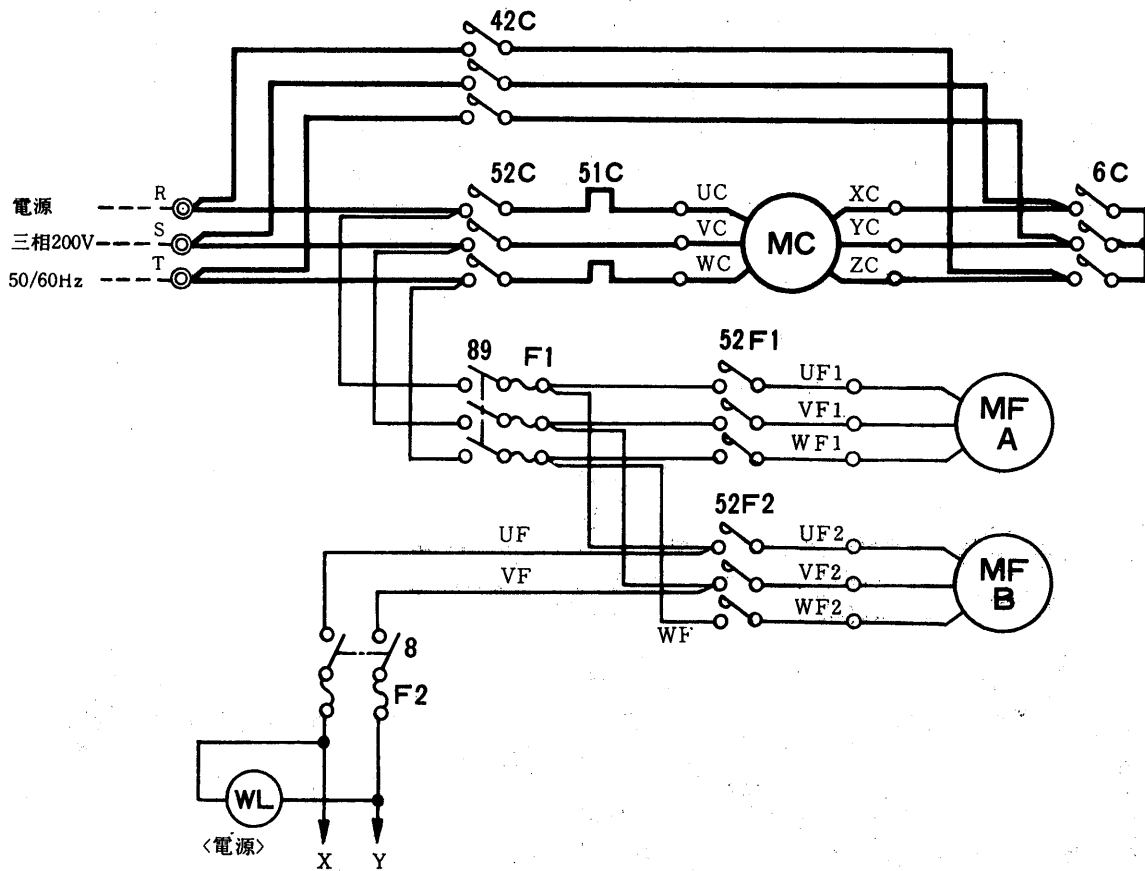 42C
52C
51C
6C
電源
R
三相200V
S
50/60Hz
T
UC
VC
WC
MC
XC
YC
ZC
89
F1
52F1
UF1
VF1
WF1
MF
A
52F2
UF
VF
WF
UF2
VF2
WF2
MF
B
8
F2
WL
〈電源〉
X
Y